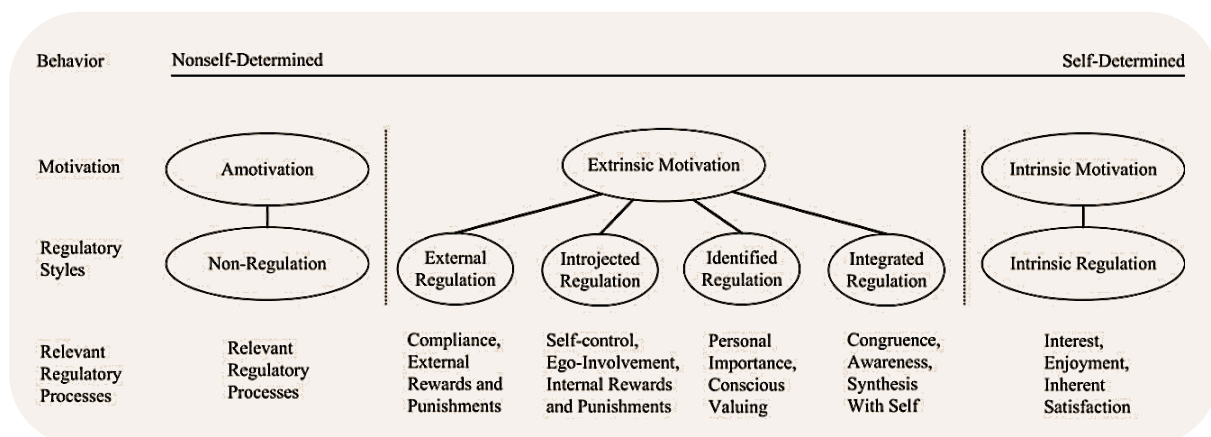 Behavior
Nonself-Determined
Self-Determined
Motivation
Amotivation
Extrinsic Motivation
Intrinsic Motivation
Regulatory
Styles
Non-Regulation
External
Regulation
Introjected
Regulation
Identified
Regulation
Integrated
Regulation
Intrinsic Regulation
Relevant
Regulatory
Processes
Relevant
Regulatory
Processes
Compliance,
External
Rewards and
Punishments
Self-control,
Ego-Involvement,
Internal Rewards
and Punishments
Personal
Importance,
Conscious
Valuing
Congruence,
Awareness,
Synthesis
With Self
Interest,
Enjoyment,
Inherent
Satisfaction